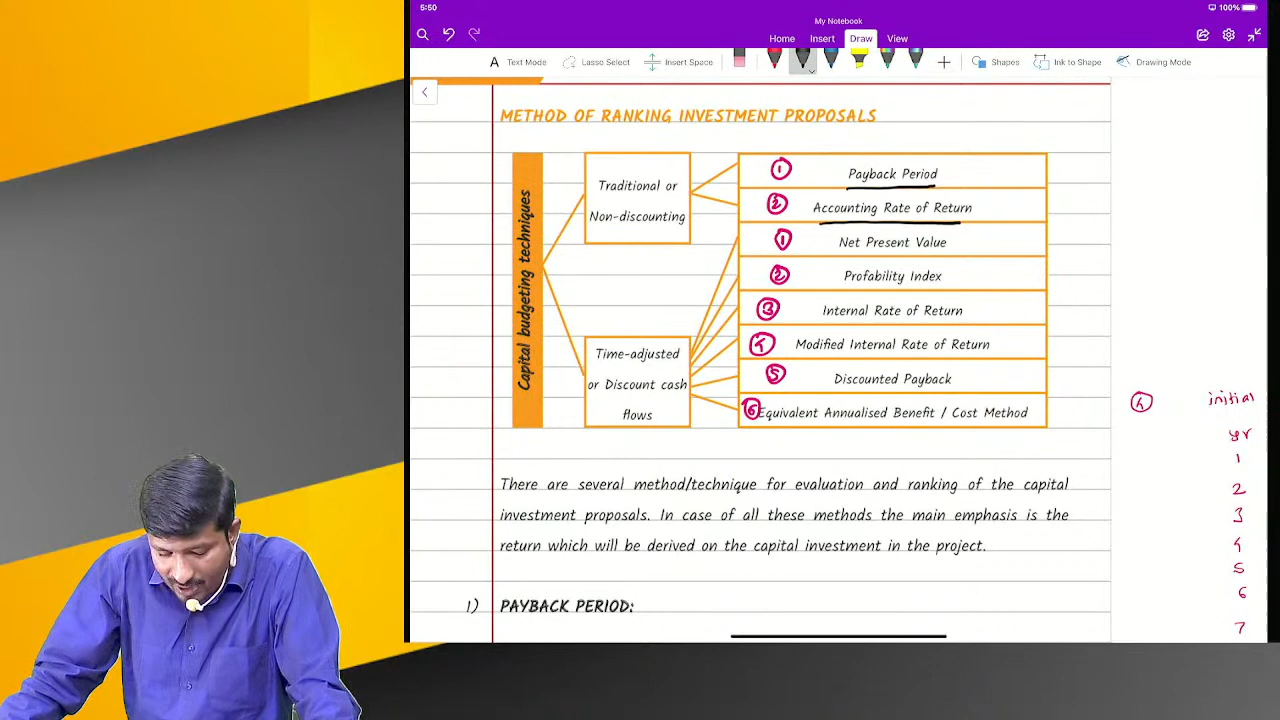 5:50
100%
My Notebook
Home Insert Draw View
A Text Mode Lasso Select Insert Space Shapes Ink to Shape Drawing Mode
METHOD OF RANKING INVESTMENT PROPOSALS
Capital budgeting techniques
Traditional or
Non-discounting
1 Payback Period
2 Accounting Rate of Return
1 Net Present Value
2 Profability Index
3 Internal Rate of Return
Time-adjusted
or Discount cash
flows
4 Modified Internal Rate of Return
5 Discounted Payback
6 Equivalent Annualised Benefit / Cost Method
initial
yr
1
2
3
4
5
6
7
There are several method/technique for evaluation and ranking of the capital
investment proposals. In case of all these methods the main emphasis is the
return which will be derived on the capital investment in the project.
1) PAYBACK PERIOD: